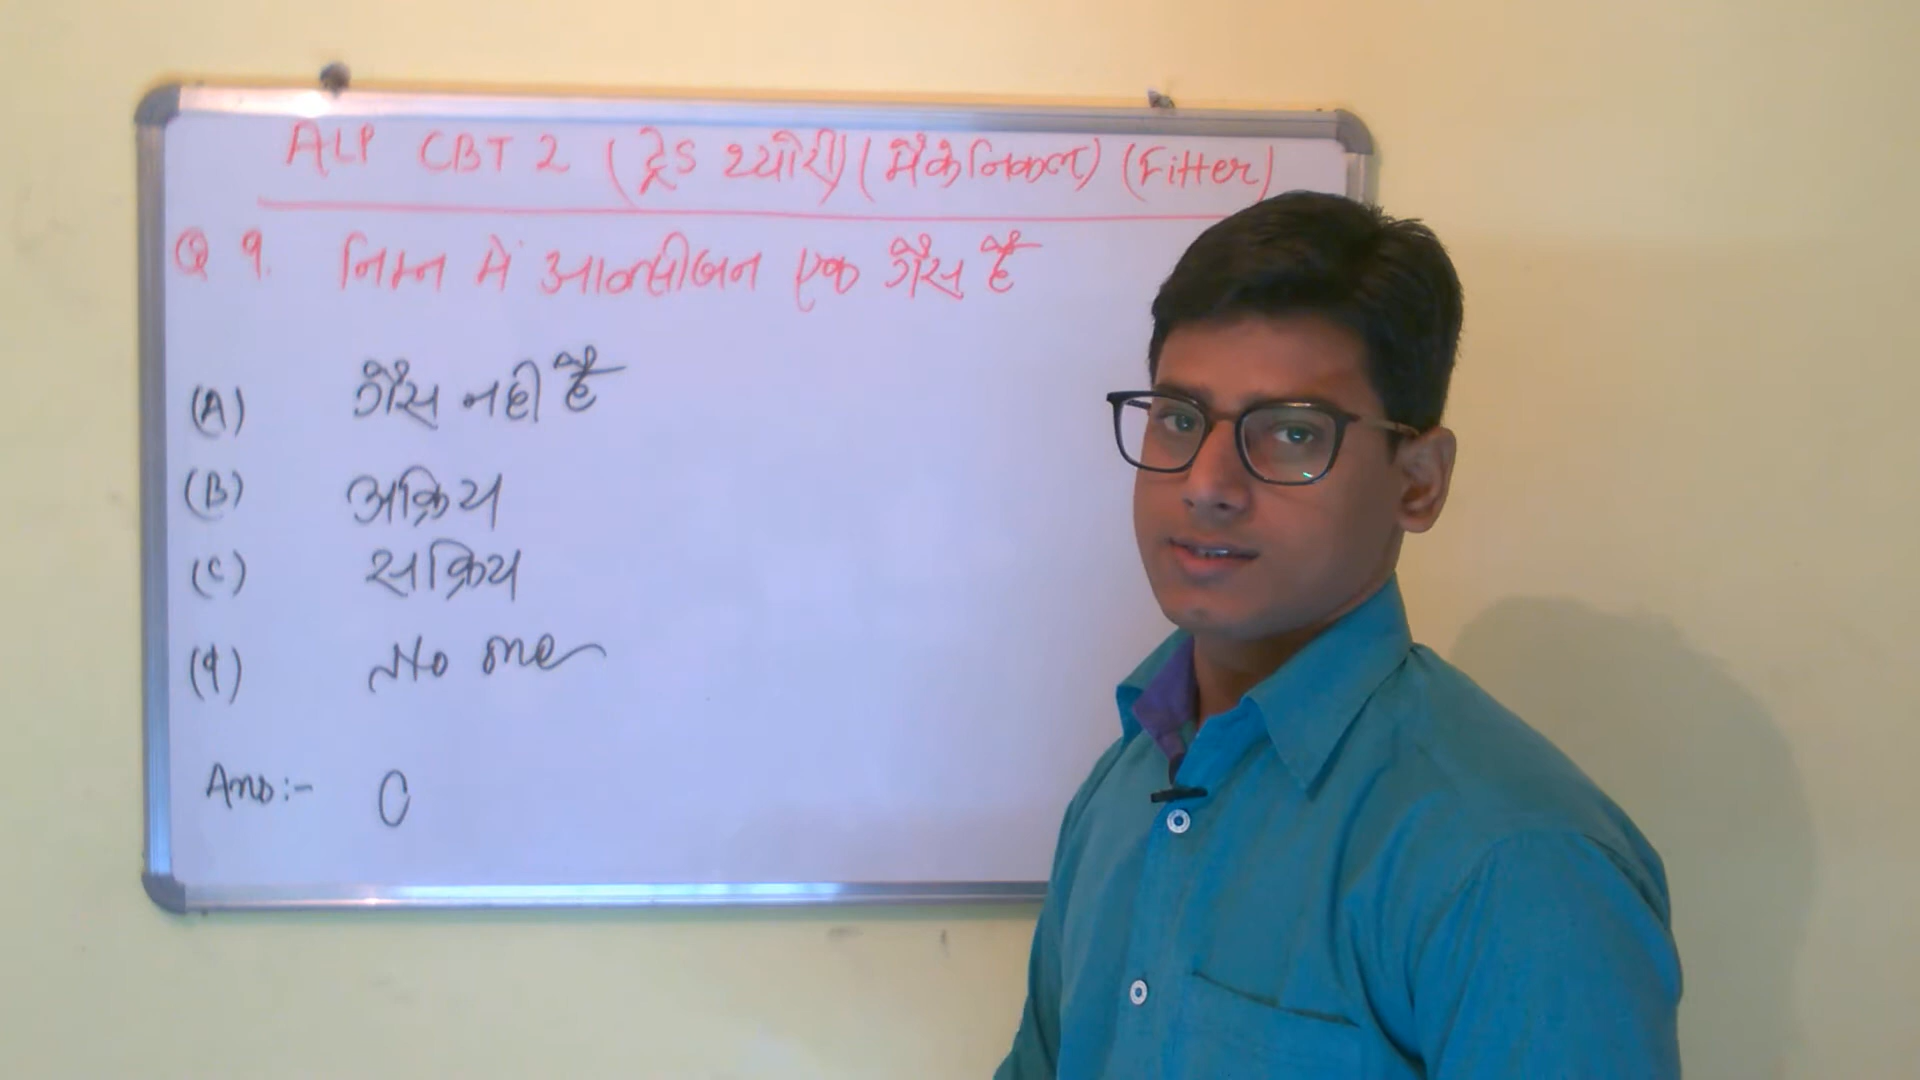 ALP CBT 2 (ट्रेड थ्योरी) (मैकेनिकल) (Fitter)
Q 9. निम्न में आक्सीजन एक गैस है
(A) गैस नही है
(B) अक्रिय
(C) सक्रिय
(d) No one
Ans:- C